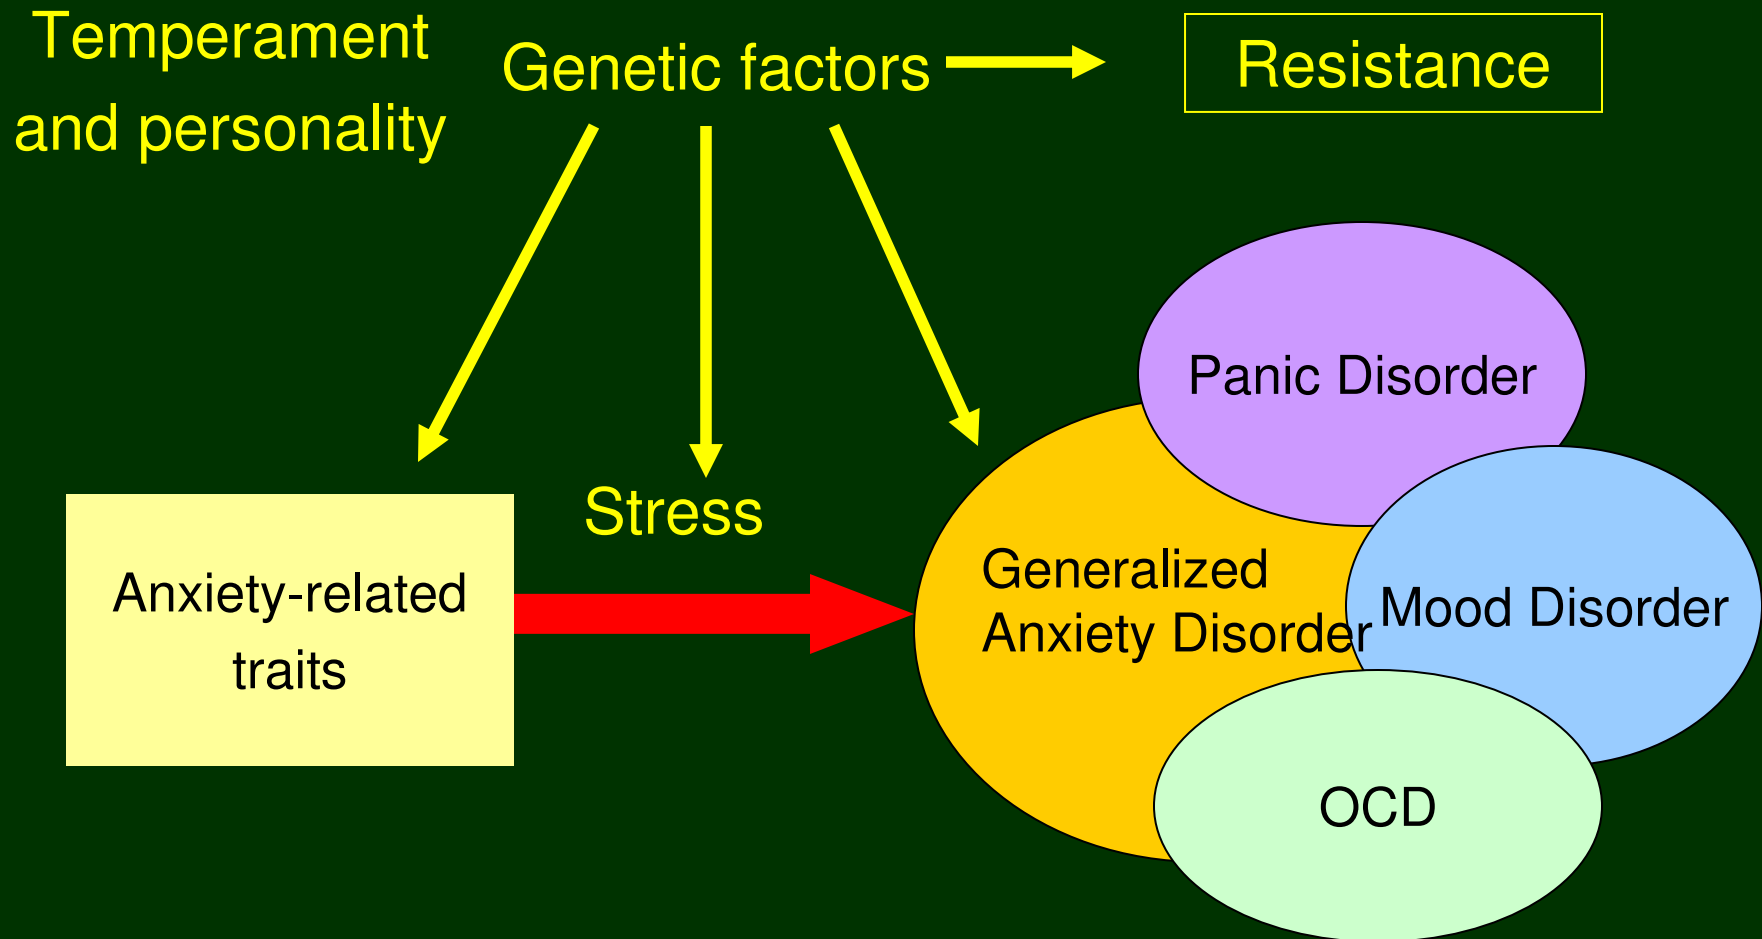 Temperament
and personality
Genetic factors
Resistance
Panic Disorder
Stress
Generalized
Anxiety Disorder
Mood Disorder
Anxiety-related
traits
OCD